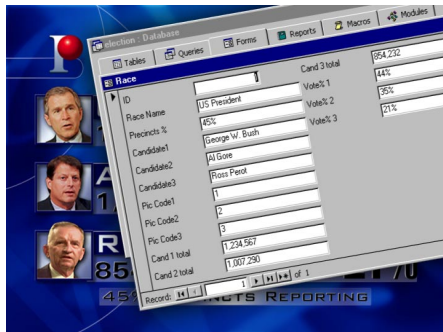 election : Database
Tables
Queries
Forms
Reports
Macros
Modules
Race
ID
Race Name US President
Precincts % 45%
Candidate1 George W. Bush
Candidate2 Al Gore
Candidate3 Ross Perot
Pic Code1 1
Pic Code2 2
Pic Code3 3
Cand 1 total 1,234,567
Cand 2 total 1,007,290
Cand 3 total 854,232
Vote% 1 44%
Vote% 2 35%
Vote% 3 21%
Record: 1 of 1
REPORTING